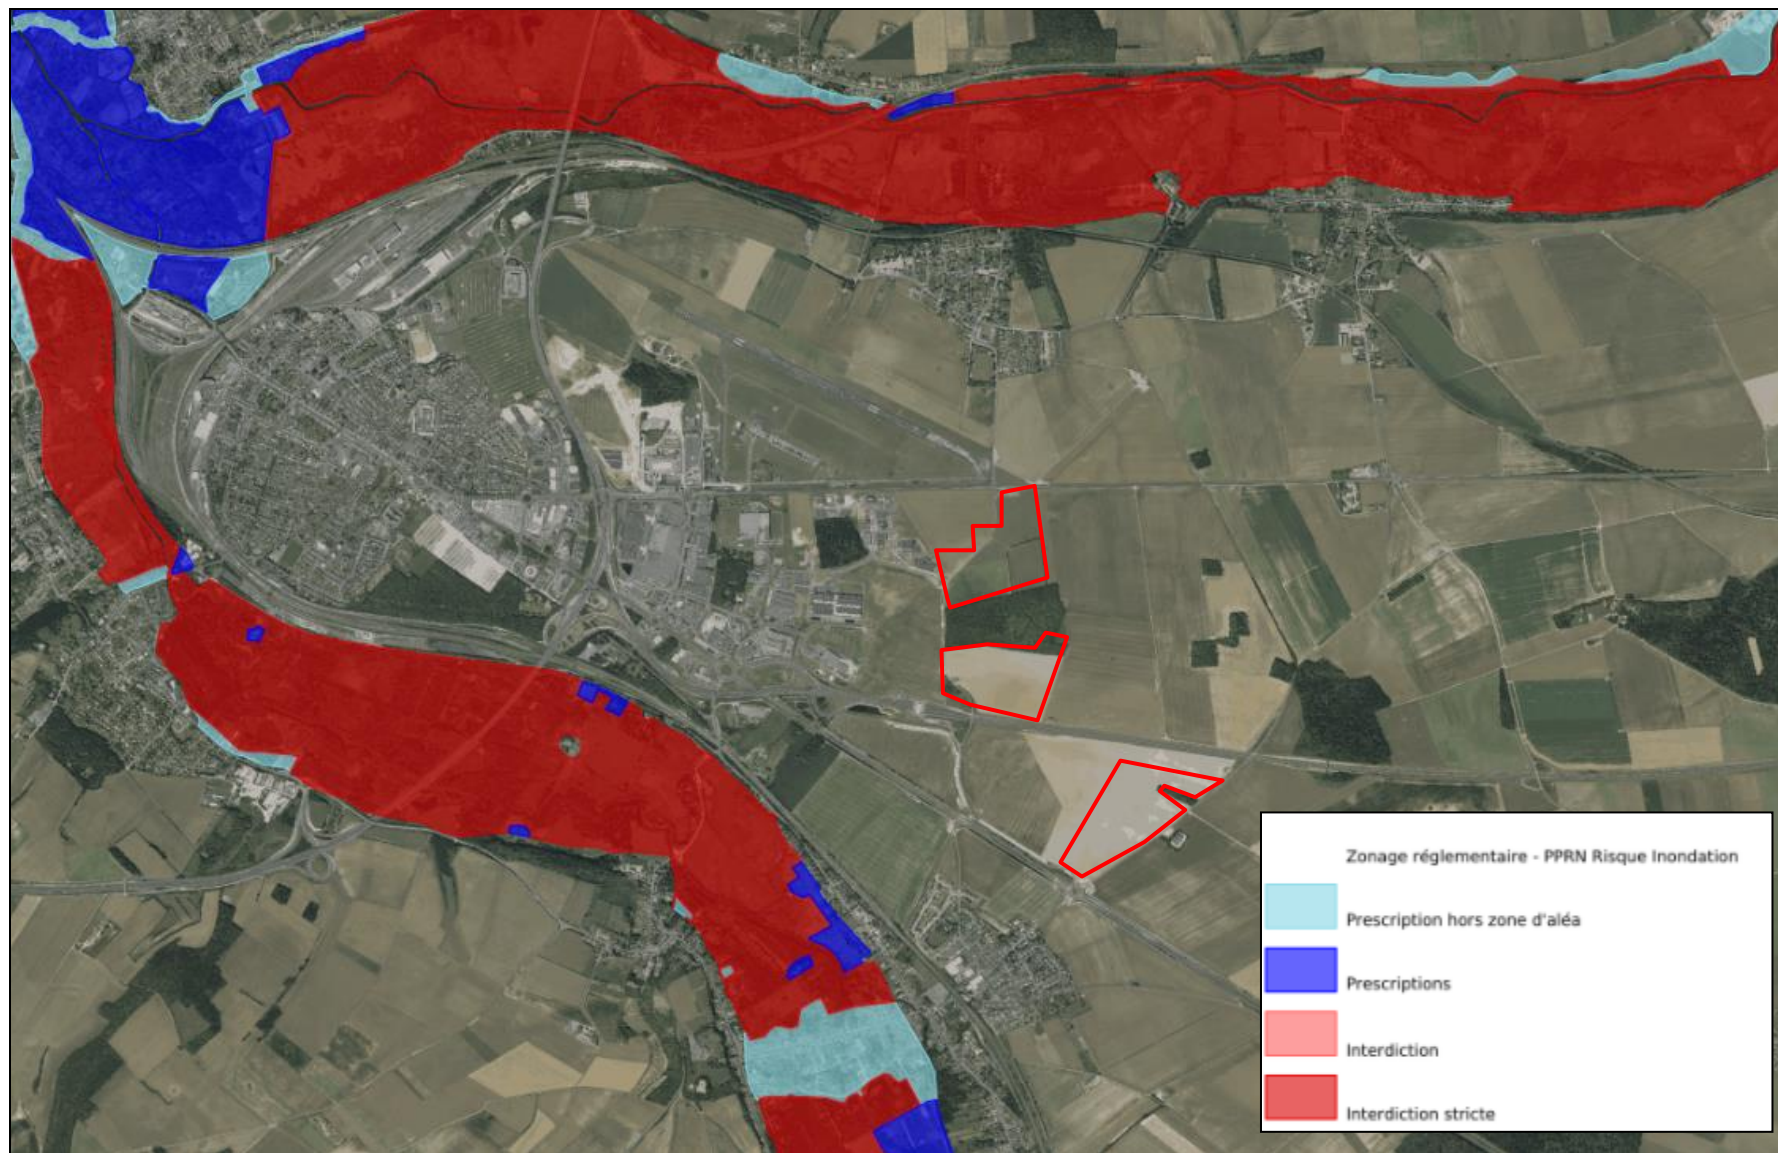 Zonage réglementaire - PPRN Risque Inondation
Prescription hors zone d'aléa
Prescriptions
Interdiction
Interdiction stricte